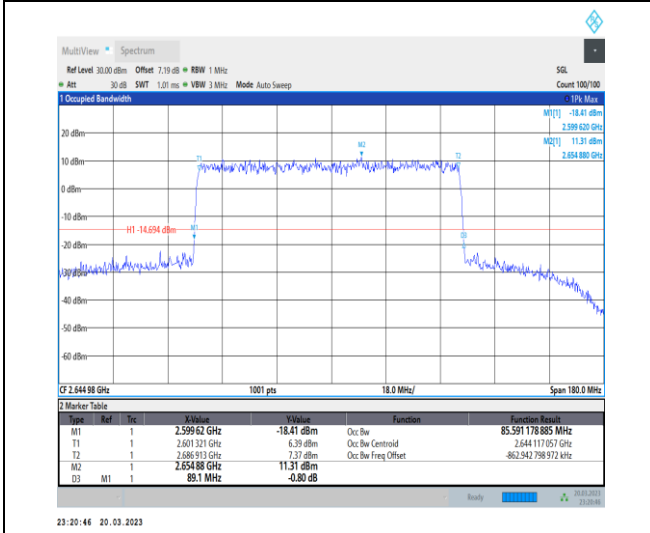 MultiView Spectrum
Ref Level 30.00 dBm Offset 7.19 dB RBW 1 MHz SGL
Att 30 dB SWT 1.01 ms VBW 3 MHz Mode Auto Sweep Count 100/100
1 Occupied Bandwidth 1Pk Max
M1[1] -18.41 dBm
2.599 620 GHz
M2[1] 11.31 dBm
2.654 880 GHz
20 dBm
M2
T1
T2
10 dBm
0 dBm
-10 dBm
H1 -14.694 dBm
M1
D3
-20 dBm
-30 dBm
-40 dBm
-50 dBm
-60 dBm
CF 2.644 98 GHz 1001 pts 18.0 MHz/ Span 180.0 MHz
2 Marker Table
Type Ref Trc X-Value Y-Value Function Function Result
M1 1 2.599 62 GHz -18.41 dBm Occ Bw 85.591 178 885 MHz
T1 1 2.601 321 GHz 6.39 dBm Occ Bw Centroid 2.644 117 057 GHz
T2 1 2.686 913 GHz 7.37 dBm Occ Bw Freq Offset -862.942 798 972 kHz
M2 1 2.654 88 GHz 11.31 dBm
D3 M1 1 89.1 MHz -0.80 dB
Ready 20.03.2023
23:20:46
23:20:46 20.03.2023